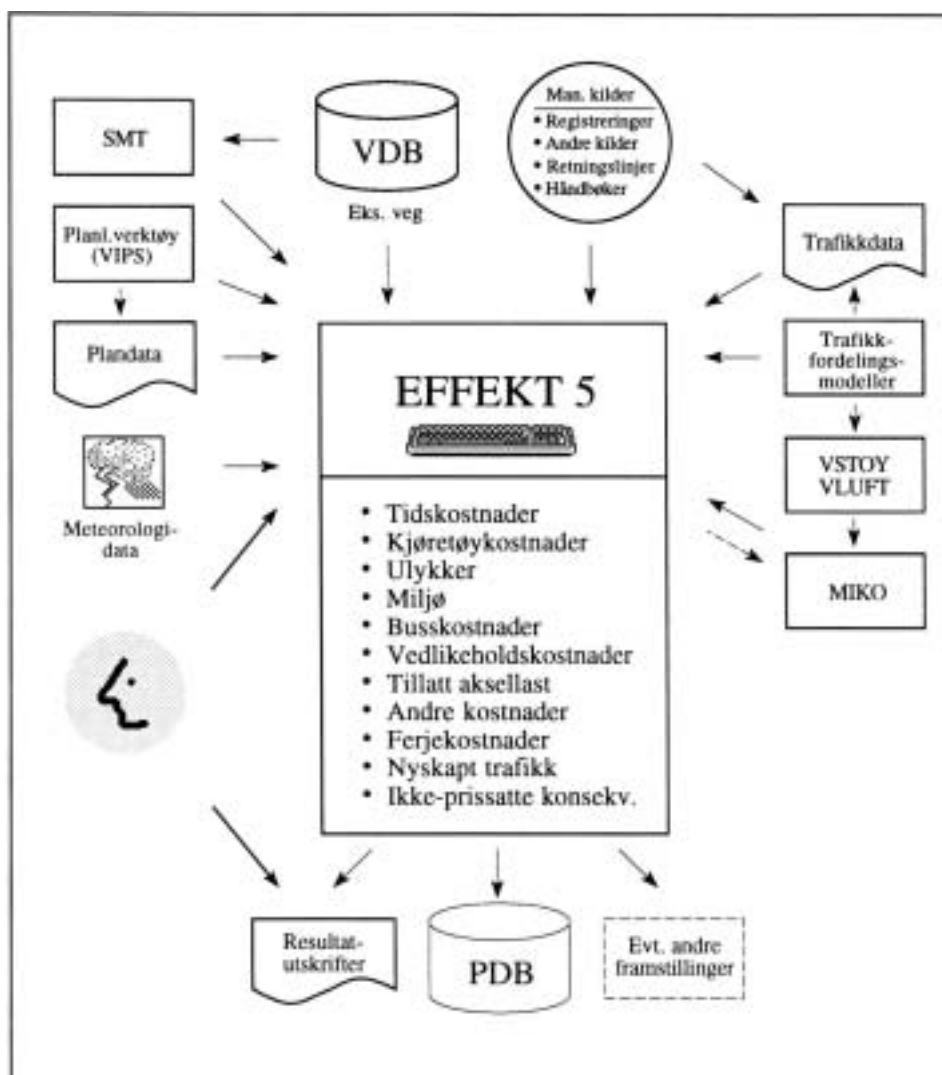 SMT
VDB
Eks. veg
Man. kilder
• Registreringer
• Andre kilder
• Retningslinjer
• Håndbøker
Planl.verktøy
(VIPS)
Trafikkdata
Plandata
Trafikk-
fordelings-
modeller
EFFEKT 5
Meteorologi-
data
VSTOY
VLUFT
MIKO
• Tidskostnader
• Kjøretøykostnader
• Ulykker
• Miljø
• Busskostnader
• Vedlikeholdskostnader
• Tillatt aksellast
• Andre kostnader
• Ferjekostnader
• Nyskapt trafikk
• Ikke-prissatte konsekv.
Resultat-
utskrifter
PDB
Evt. andre
framstillinger